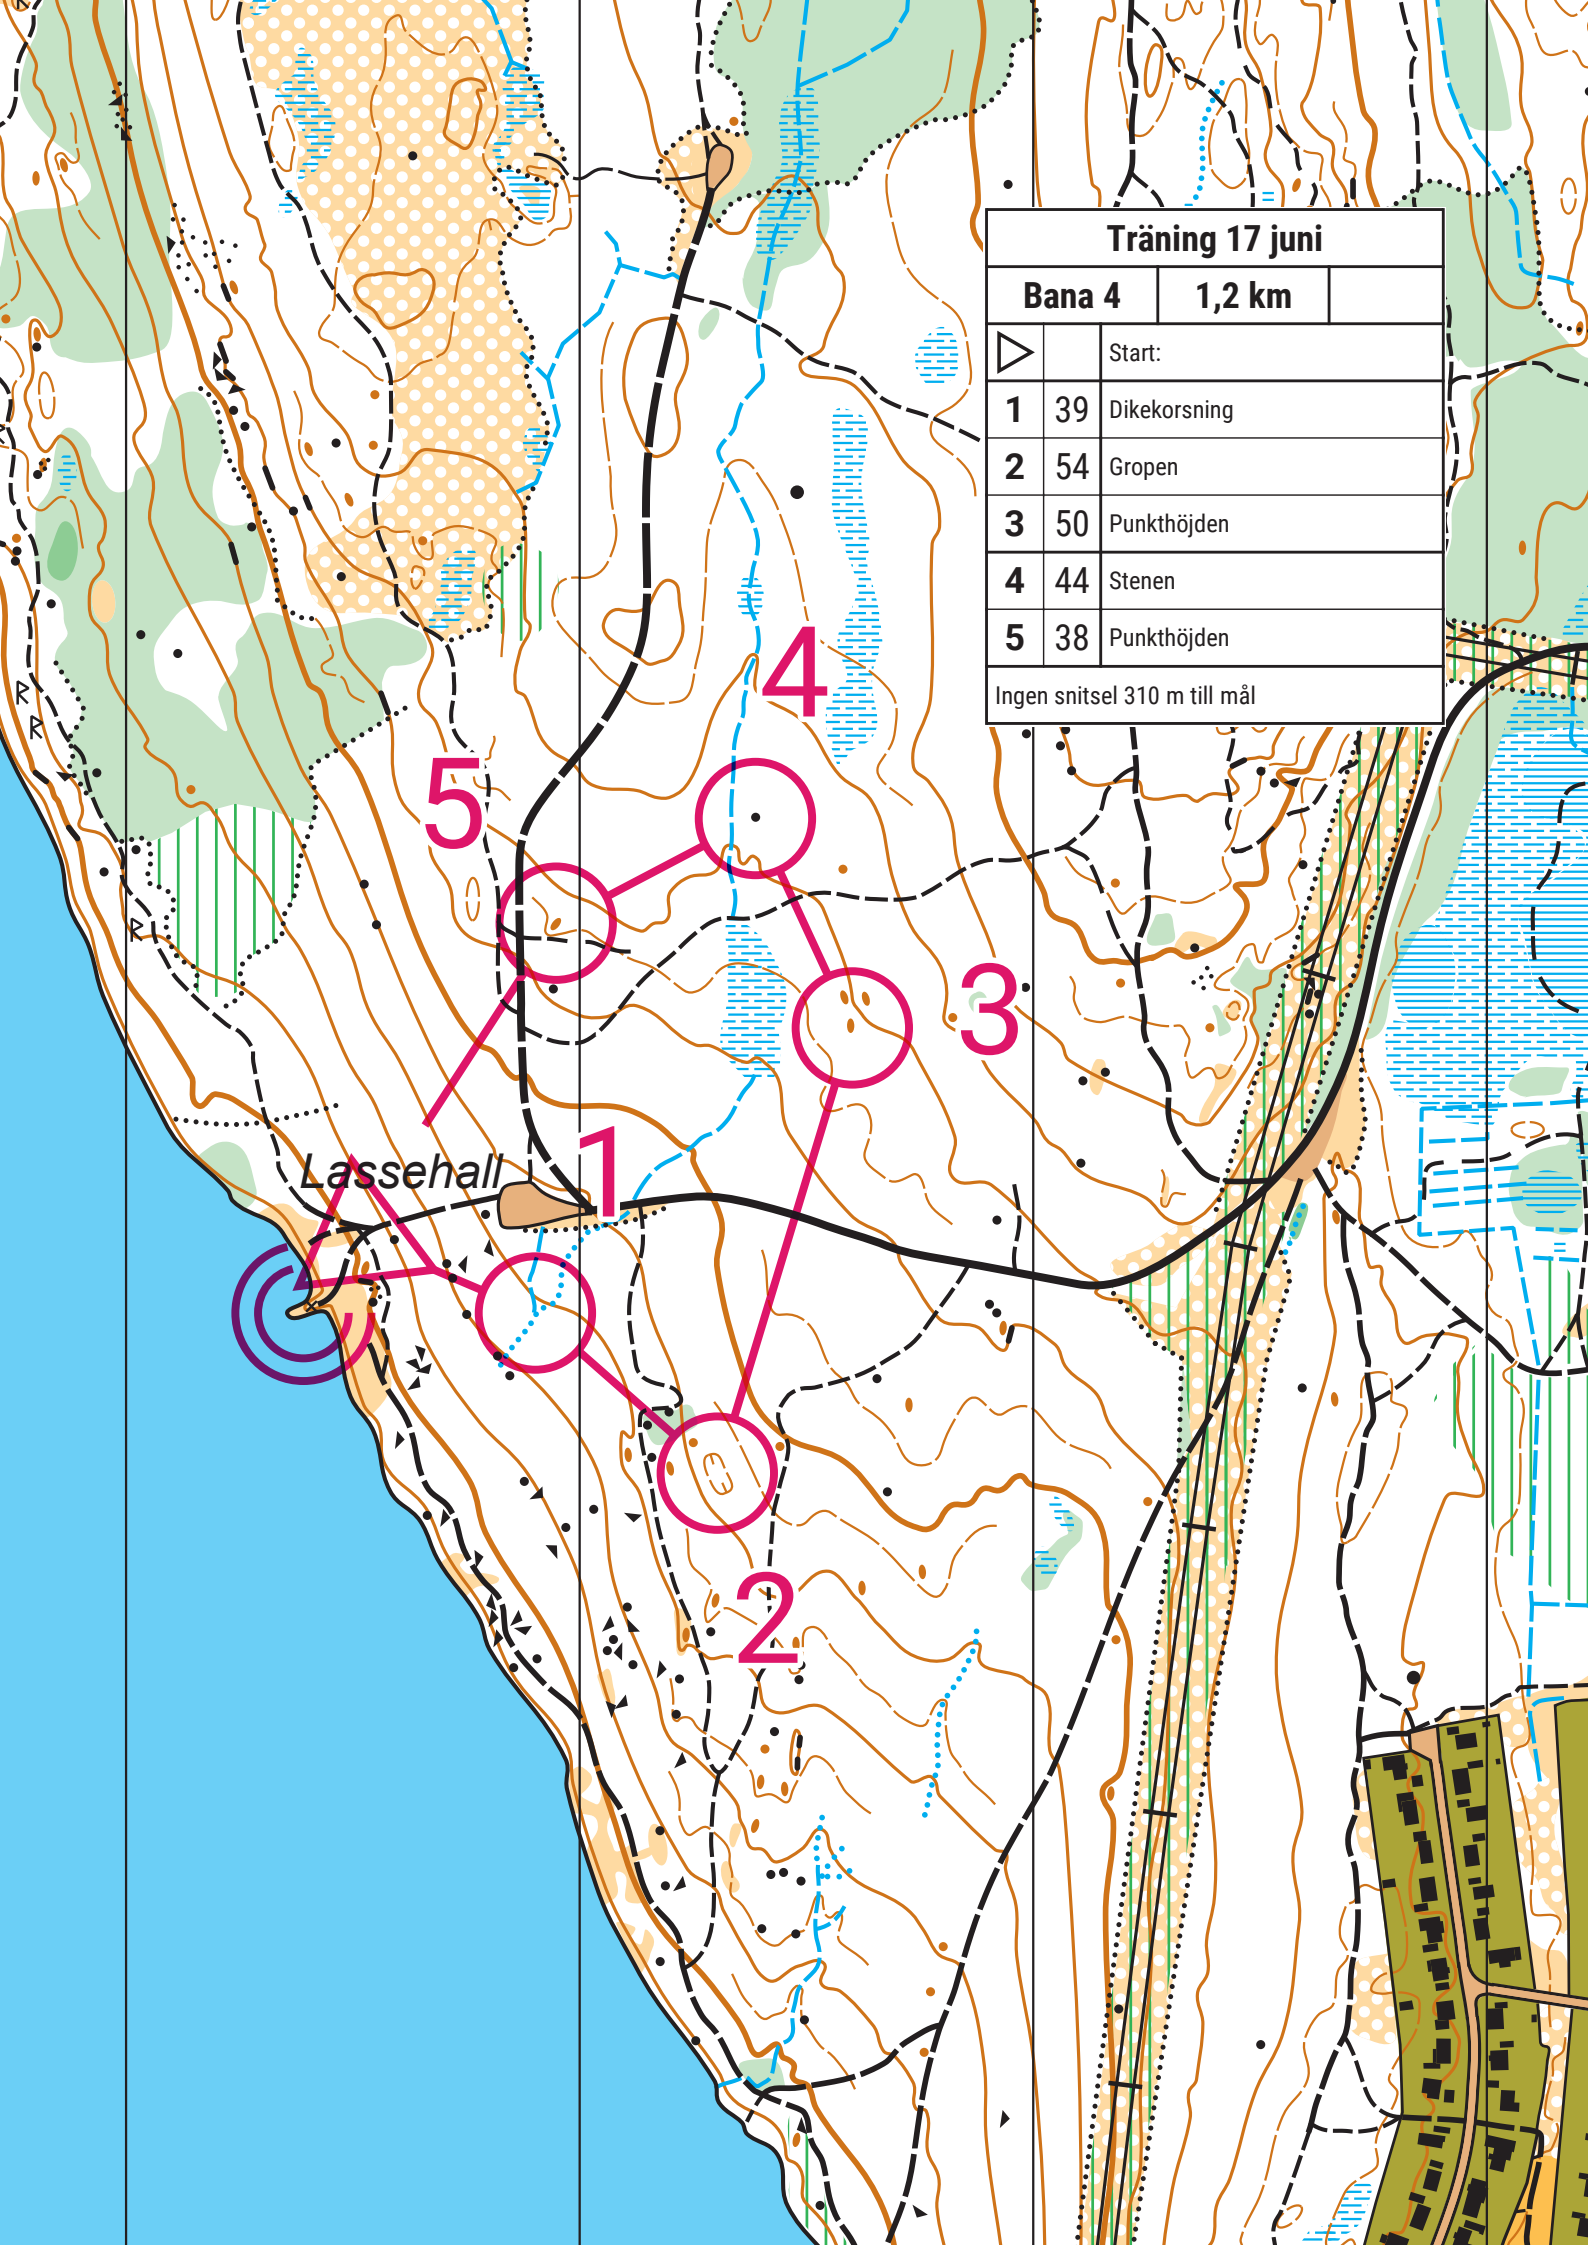 Träning 17 juni
Bana 4 1,2 km
Start:
1 39 Dikekorsning
2 54 Gropen
3 50 Punkthöjden
4 44 Stenen
5 38 Punkthöjden
Ingen snitsel 310 m till mål
4
5
3
1
Lassehall
2